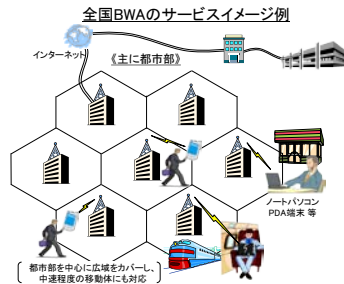 全国BWAのサービスイメージ例
インターネット
《主に都市部》
ノートパソコン
PDA端末 等
都市部を中心に広域をカバーし、
中速程度の移動体にも対応